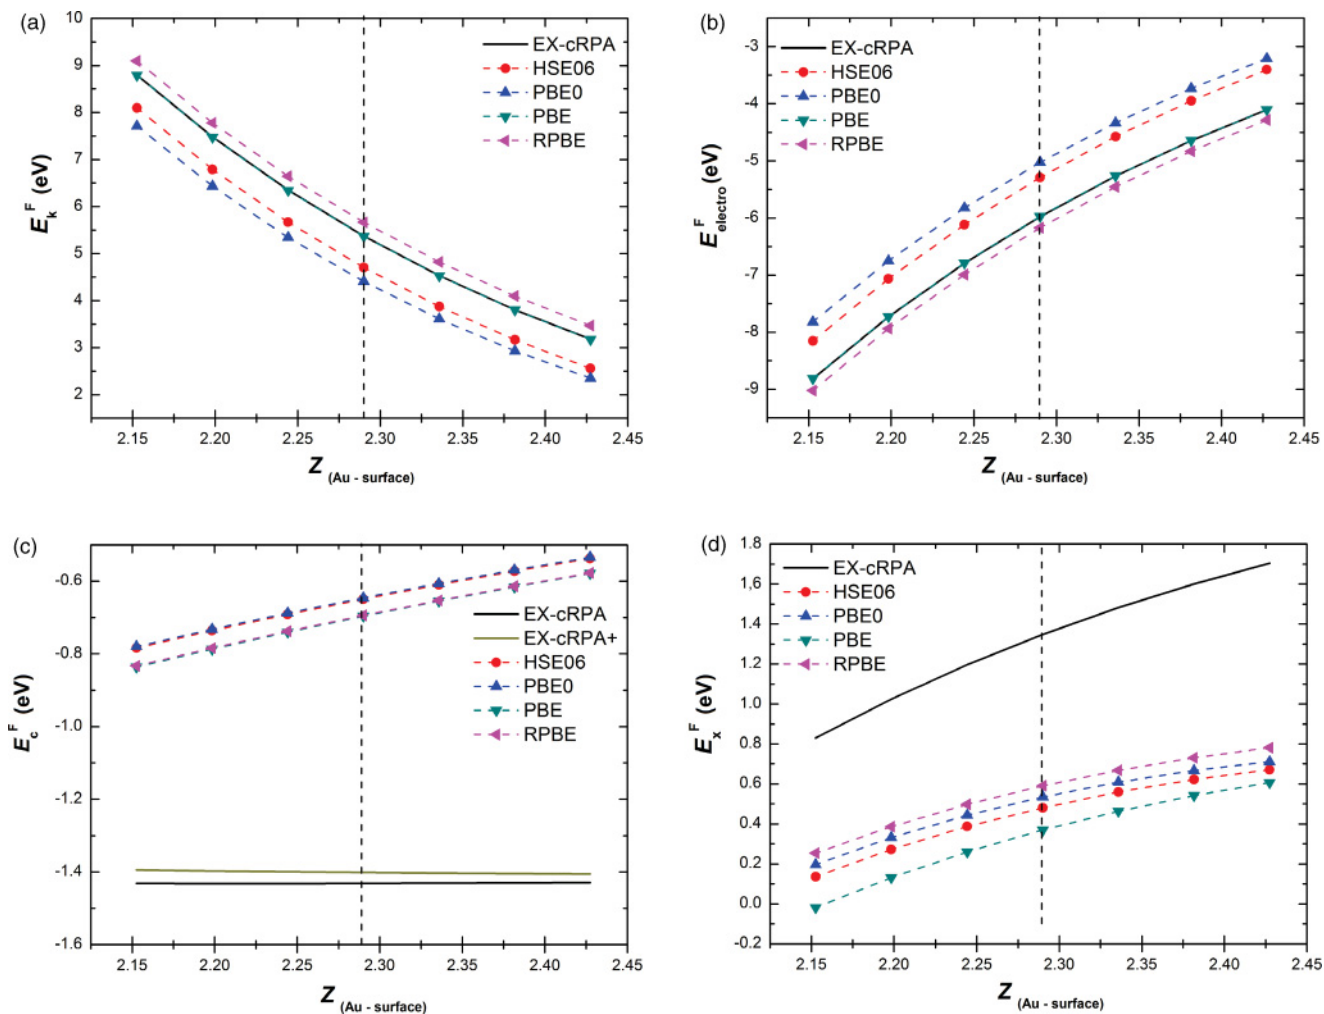 (a)
10
9
8
7
6
5
4
3
2
E_k^F (eV)
EX-cRPA
HSE06
PBE0
PBE
RPBE
2.15 2.20 2.25 2.30 2.35 2.40 2.45
Z (Au - surface)
(b)
-3
-4
-5
-6
-7
-8
-9
E_electro^F (eV)
EX-cRPA
HSE06
PBE0
PBE
RPBE
2.15 2.20 2.25 2.30 2.35 2.40 2.45
Z (Au - surface)
(c)
-0.6
-0.8
-1.0
-1.2
-1.4
-1.6
E_c^F (eV)
EX-cRPA
EX-cRPA+
HSE06
PBE0
PBE
RPBE
2.15 2.20 2.25 2.30 2.35 2.40 2.45
Z (Au - surface)
(d)
1.8
1.6
1.4
1.2
1.0
0.8
0.6
0.4
0.2
0.0
-0.2
E_x^F (eV)
EX-cRPA
HSE06
PBE0
PBE
RPBE
2.15 2.20 2.25 2.30 2.35 2.40 2.45
Z (Au - surface)